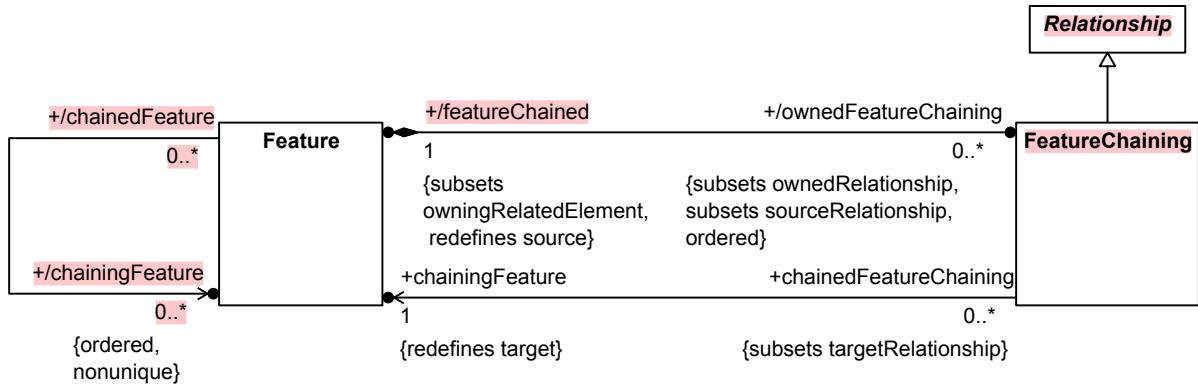 Relationship
+/chainedFeature
0..*
Feature
+/featureChained
1
{subsets
owningRelatedElement,
redefines source}
+/ownedFeatureChaining
0..*
{subsets ownedRelationship,
subsets sourceRelationship,
ordered}
FeatureChaining
+/chainingFeature
0..*
{ordered,
nonunique}
+chainingFeature
1
{redefines target}
+chainedFeatureChaining
0..*
{subsets targetRelationship}